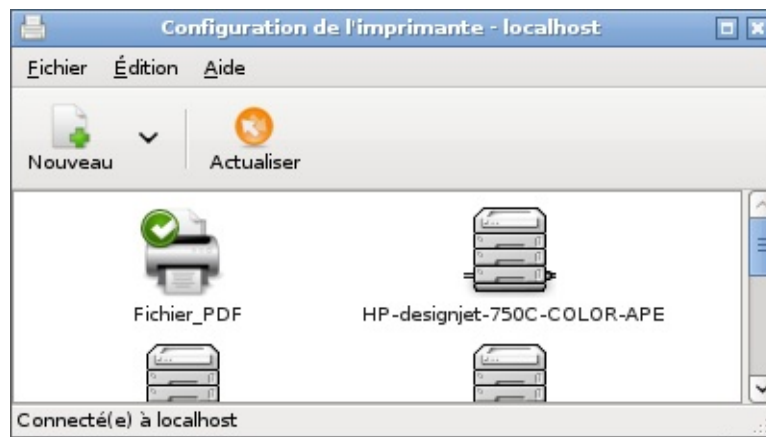 Configuration de l'imprimante - localhost
Fichier Édition Aide
Nouveau Actualiser
Fichier_PDF HP-designjet-750C-COLOR-APE
Connecté(e) à localhost